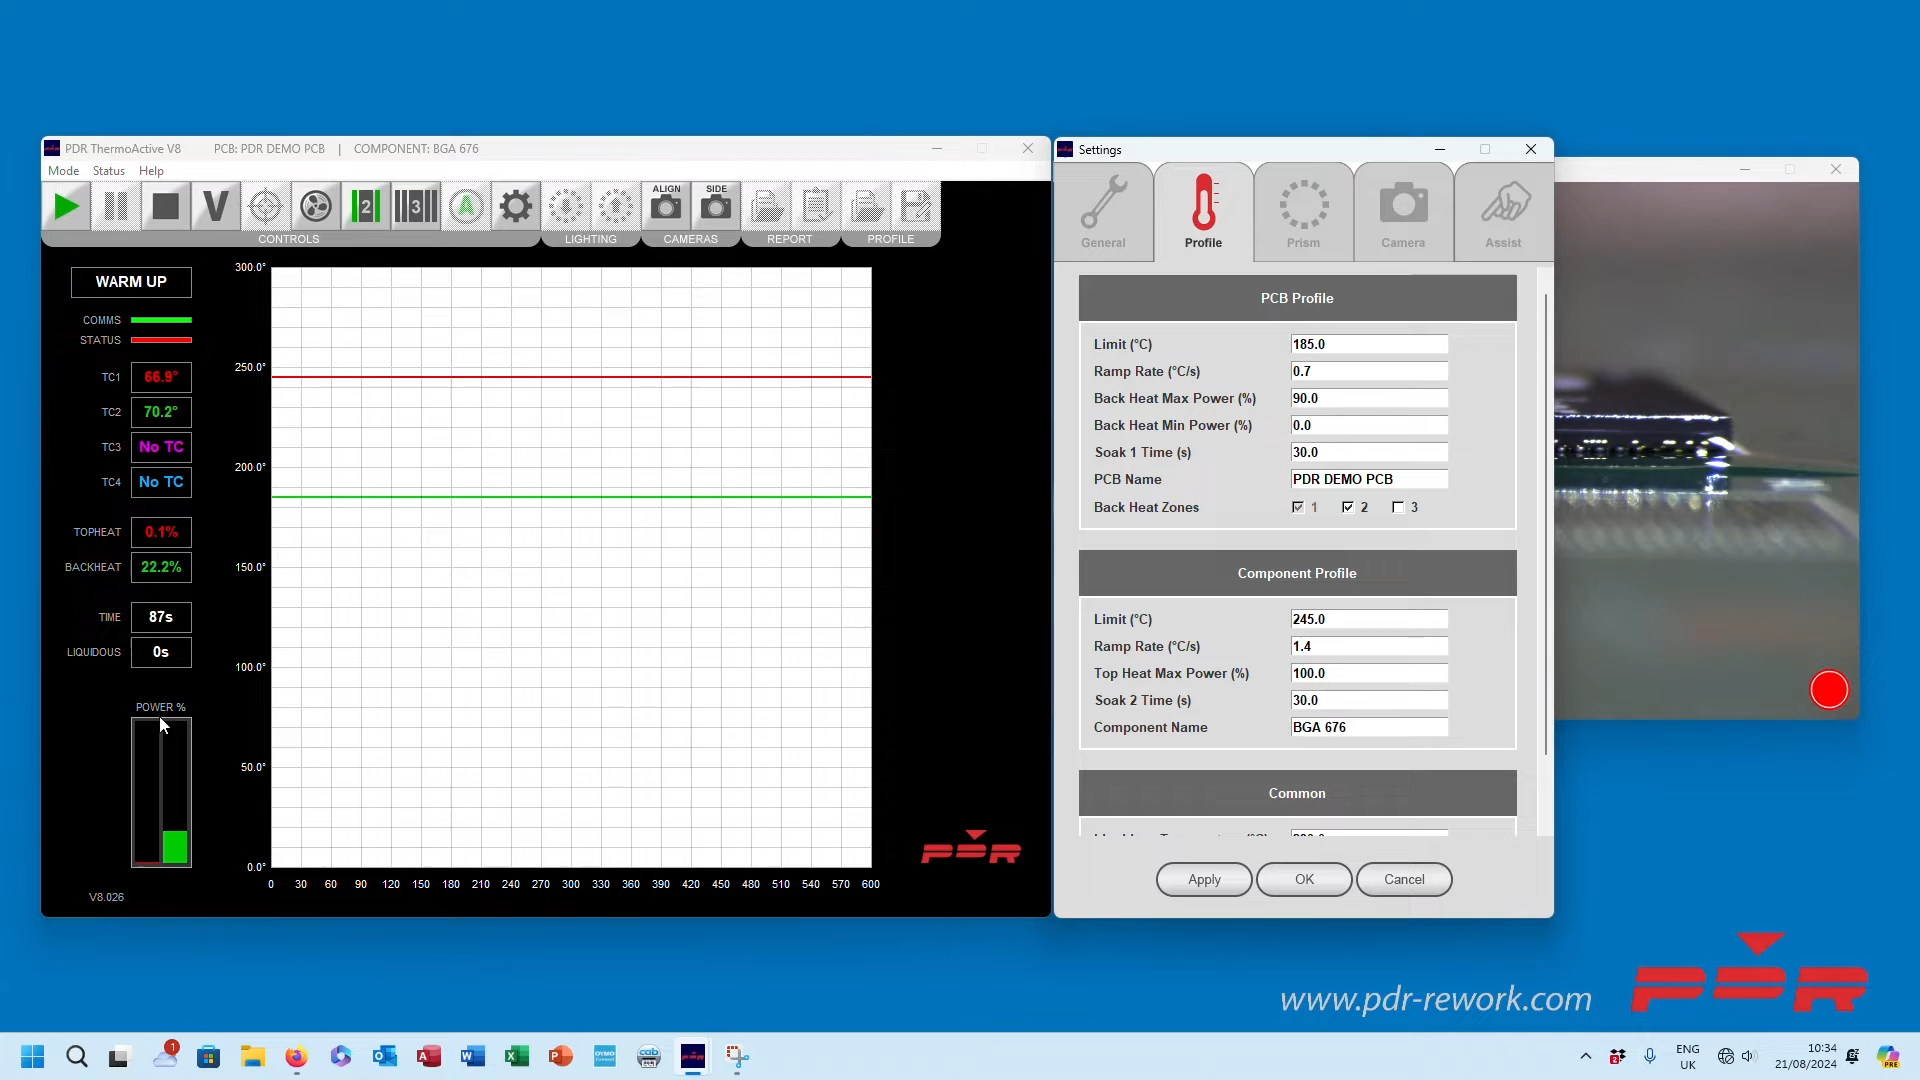 PDR ThermoActive V8 PCB: PDR DEMO PCB | COMPONENT: BGA 676
Mode Status Help
V
2
3
A
ALIGN
SIDE
CONTROLS
LIGHTING
CAMERAS
REPORT
PROFILE
WARM UP
COMMS
STATUS
TC1 66.9°
TC2 70.2°
TC3 No TC
TC4 No TC
TOPHEAT 0.1%
BACKHEAT 22.2%
TIME 87s
LIQUIDOUS 0s
POWER %
V8.026
300.0°
250.0°
200.0°
150.0°
100.0°
50.0°
0.0°
0 30 60 90 120 150 180 210 240 270 300 330 360 390 420 450 480 510 540 570 600
PDR
Settings
General
Profile
Prism
Camera
Assist
PCB Profile
Limit (°C) 185.0
Ramp Rate (°C/s) 0.7
Back Heat Max Power (%) 90.0
Back Heat Min Power (%) 0.0
Soak 1 Time (s) 30.0
PCB Name PDR DEMO PCB
Back Heat Zones 1 2 3
Component Profile
Limit (°C) 245.0
Ramp Rate (°C/s) 1.4
Top Heat Max Power (%) 100.0
Soak 2 Time (s) 30.0
Component Name BGA 676
Common
Apply OK Cancel
www.pdr-rework.com
PDR
1
DYMO
cab
ENG
UK
10:34
21/08/2024
PRE